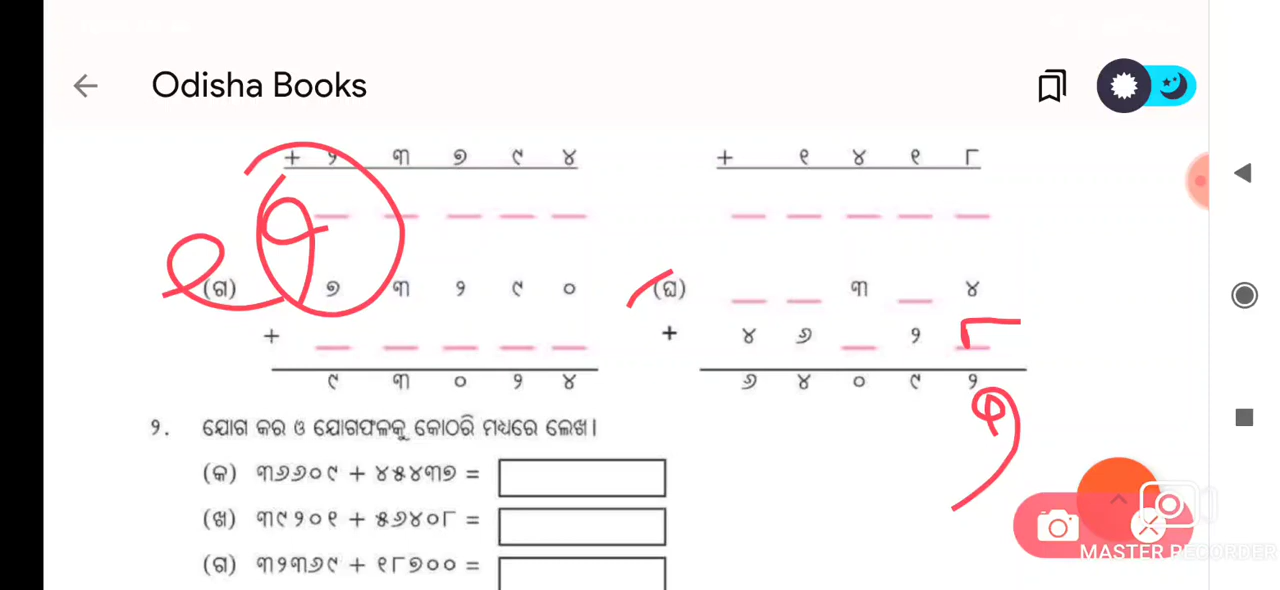 Odisha Books
+ ୨ ୩ ୭ ୯ ୪ + ୧ ୪ ୧ ୮
(ଗ) ୭ ୩ ୨ ୯ ୦ (ଘ) _ _ ୩ _ ୪
+ _ _ _ _ _ + ୪ ୬ _ ୨ ୮
୯ ୩ ୦ ୨ ୪ ୬ ୪ ୦ ୯ ୨
୨. ଯୋଗ କର ଓ ଯୋଗଫଳକୁ କୋଠରି ମଧ୍ୟରେ ଲେଖ।
(କ) ୩୬୬୦୯ + ୪୫୪୩୭ =
(ଖ) ୩୯୨୦୧ + ୫୬୪୦୮ =
(ଗ) ୩୨୩୬୯ + ୧୮୭୦୦ =
MASTER RECORDER